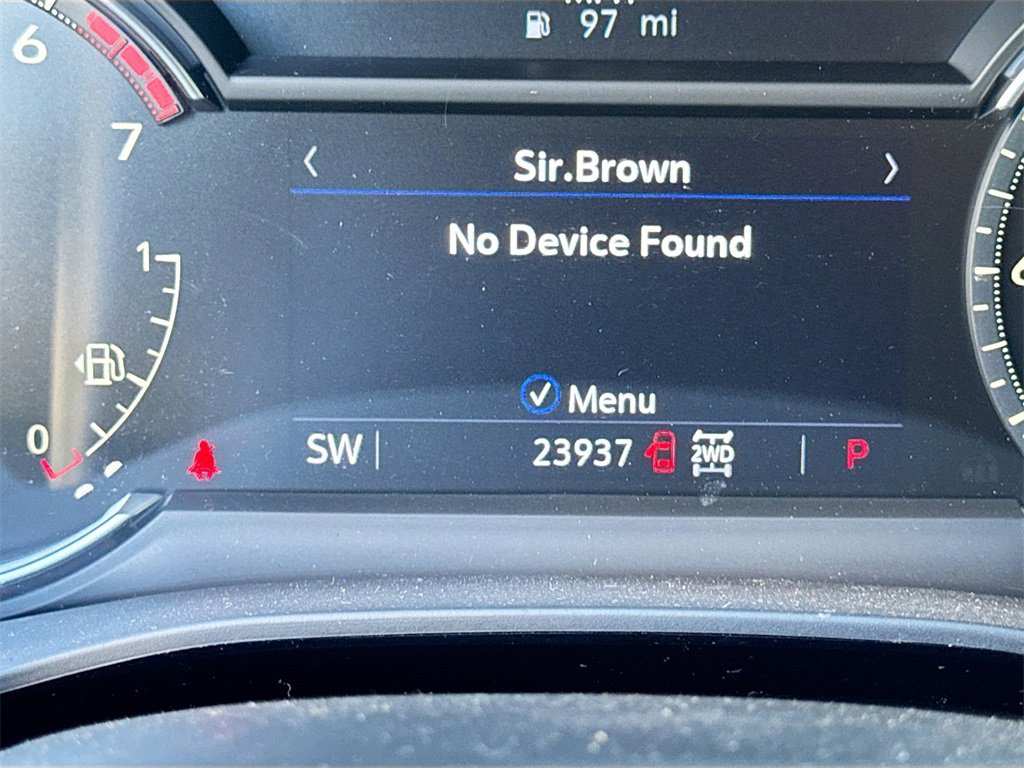 97 mi
6
7
Sir.Brown
No Device Found
1
0
Menu
SW
23937
2WD
P